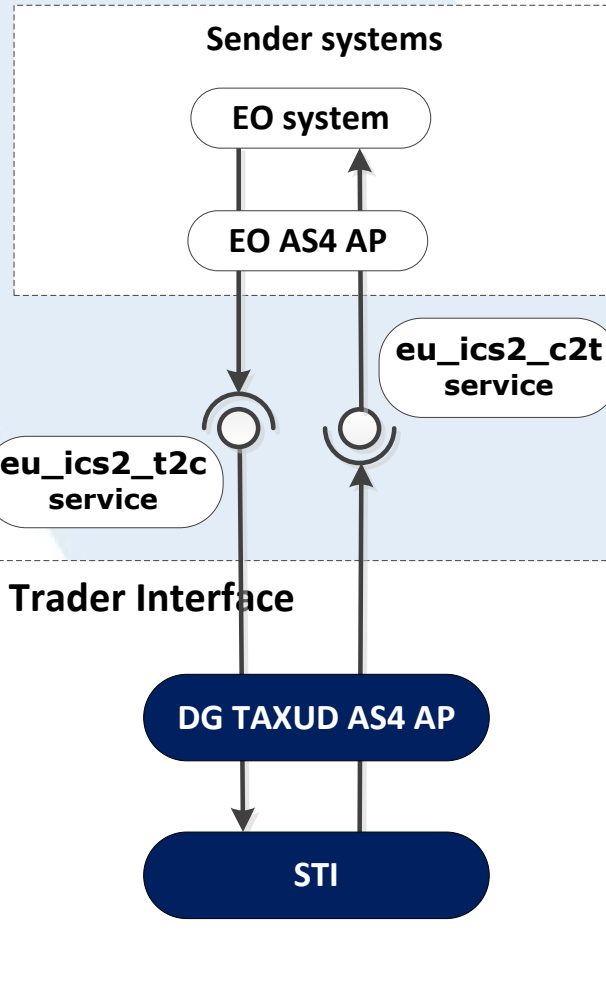 Sender systems
EO system
EO AS4 AP
eu_ics2_c2t
service
eu_ics2_t2c
service
Trader Interface
DG TAXUD AS4 AP
STI